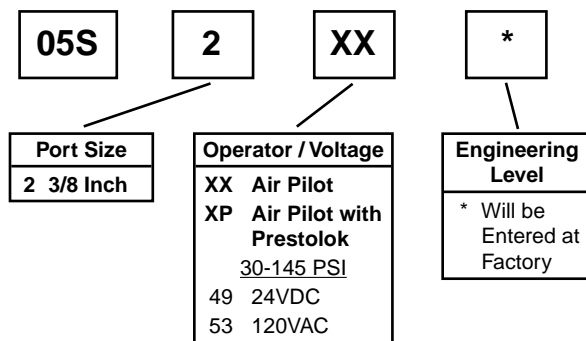 05S 2 XX *
Port Size
2 3/8 Inch
Operator / Voltage
XX Air Pilot
XP Air Pilot with
Prestolok
30-145 PSI
49 24VDC
53 120VAC
Engineering
Level
* Will be
Entered at
Factory